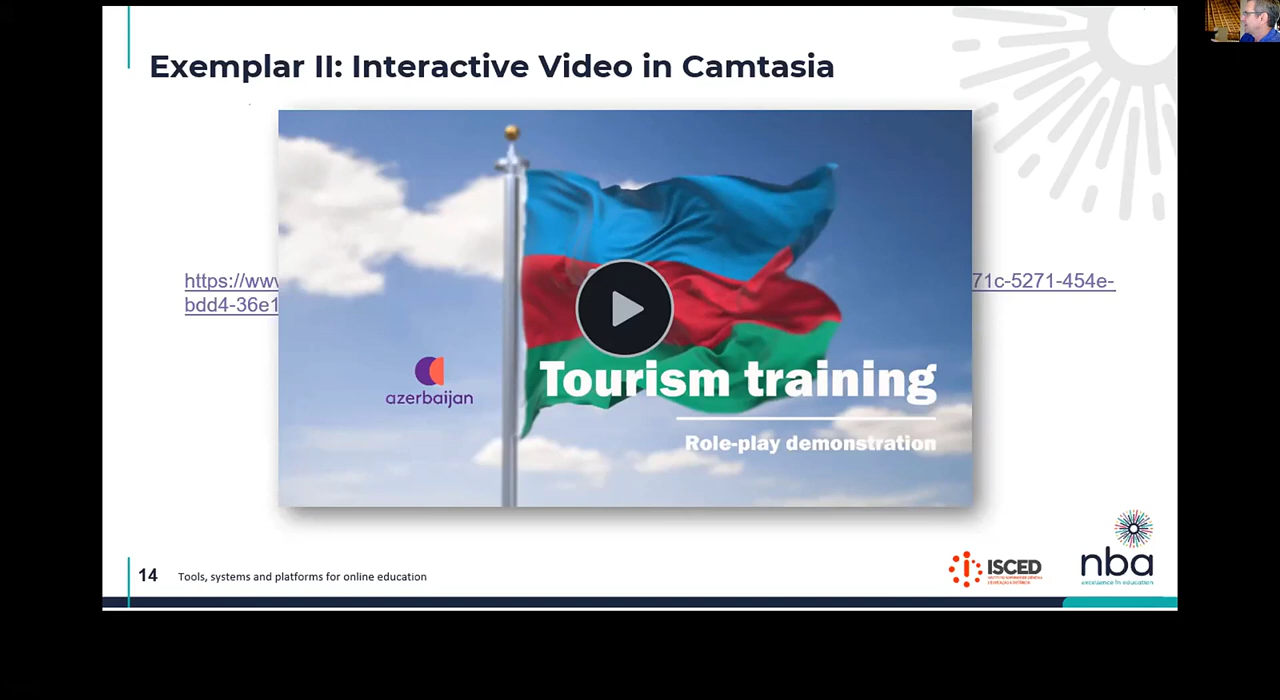 Exemplar II: Interactive Video in Camtasia
https://www
71c-5271-454e-
bdd4-36e1
azerbaijan
Tourism training
Role-play demonstration
14
Tools, systems and platforms for online education
ISCED
nba
excellence in education